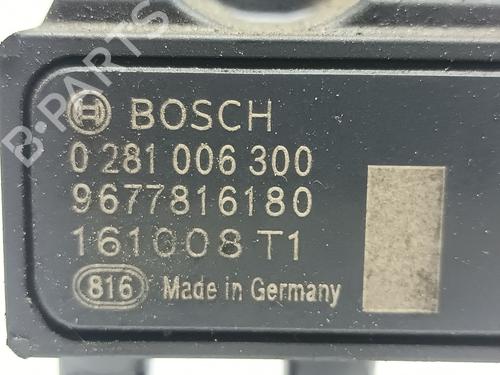 B-PARTS
BOSCH
0 281 006 300
9677816180
161008 T1
816 Made in Germany